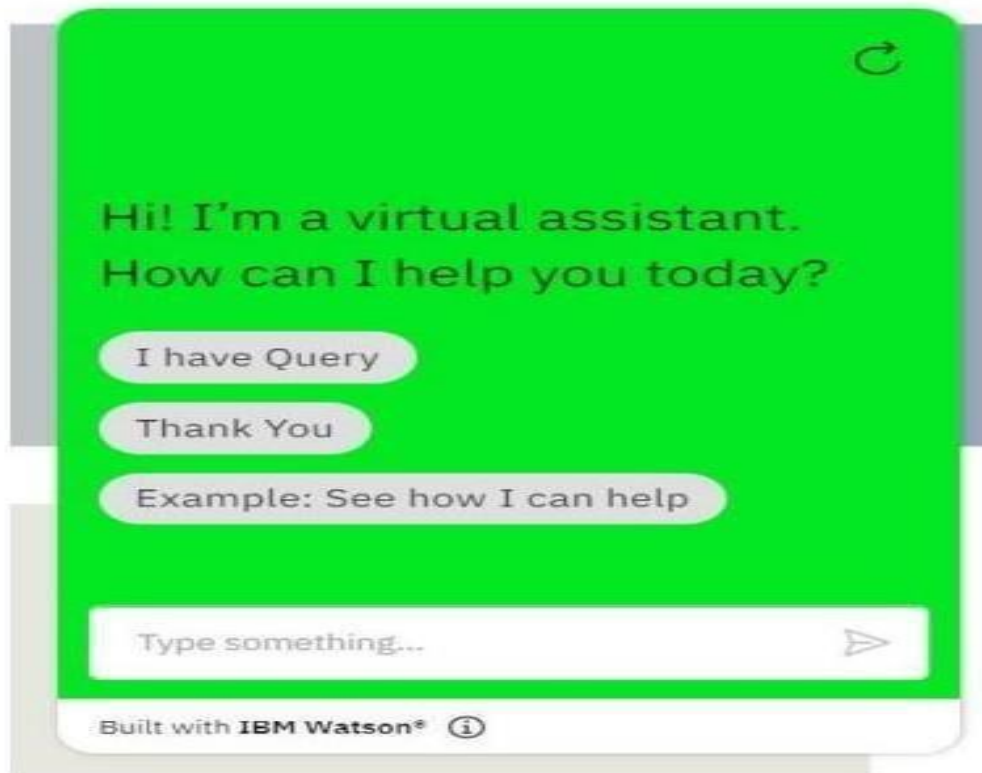 Hi! I'm a virtual assistant.
How can I help you today?
I have Query
Thank You
Example: See how I can help
Type something...
Built with IBM Watson®